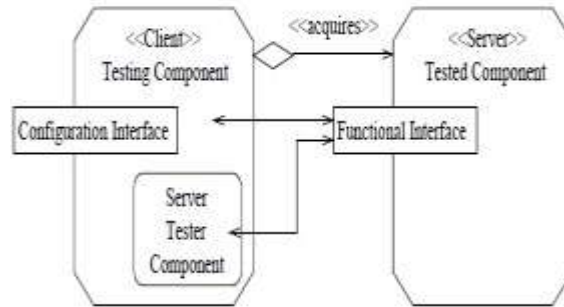 <<Client>>
Testing Component
<<acquires>>
<<Server>>
Tested Component
Configuration Interface
Functional Interface
Server
Tester
Component